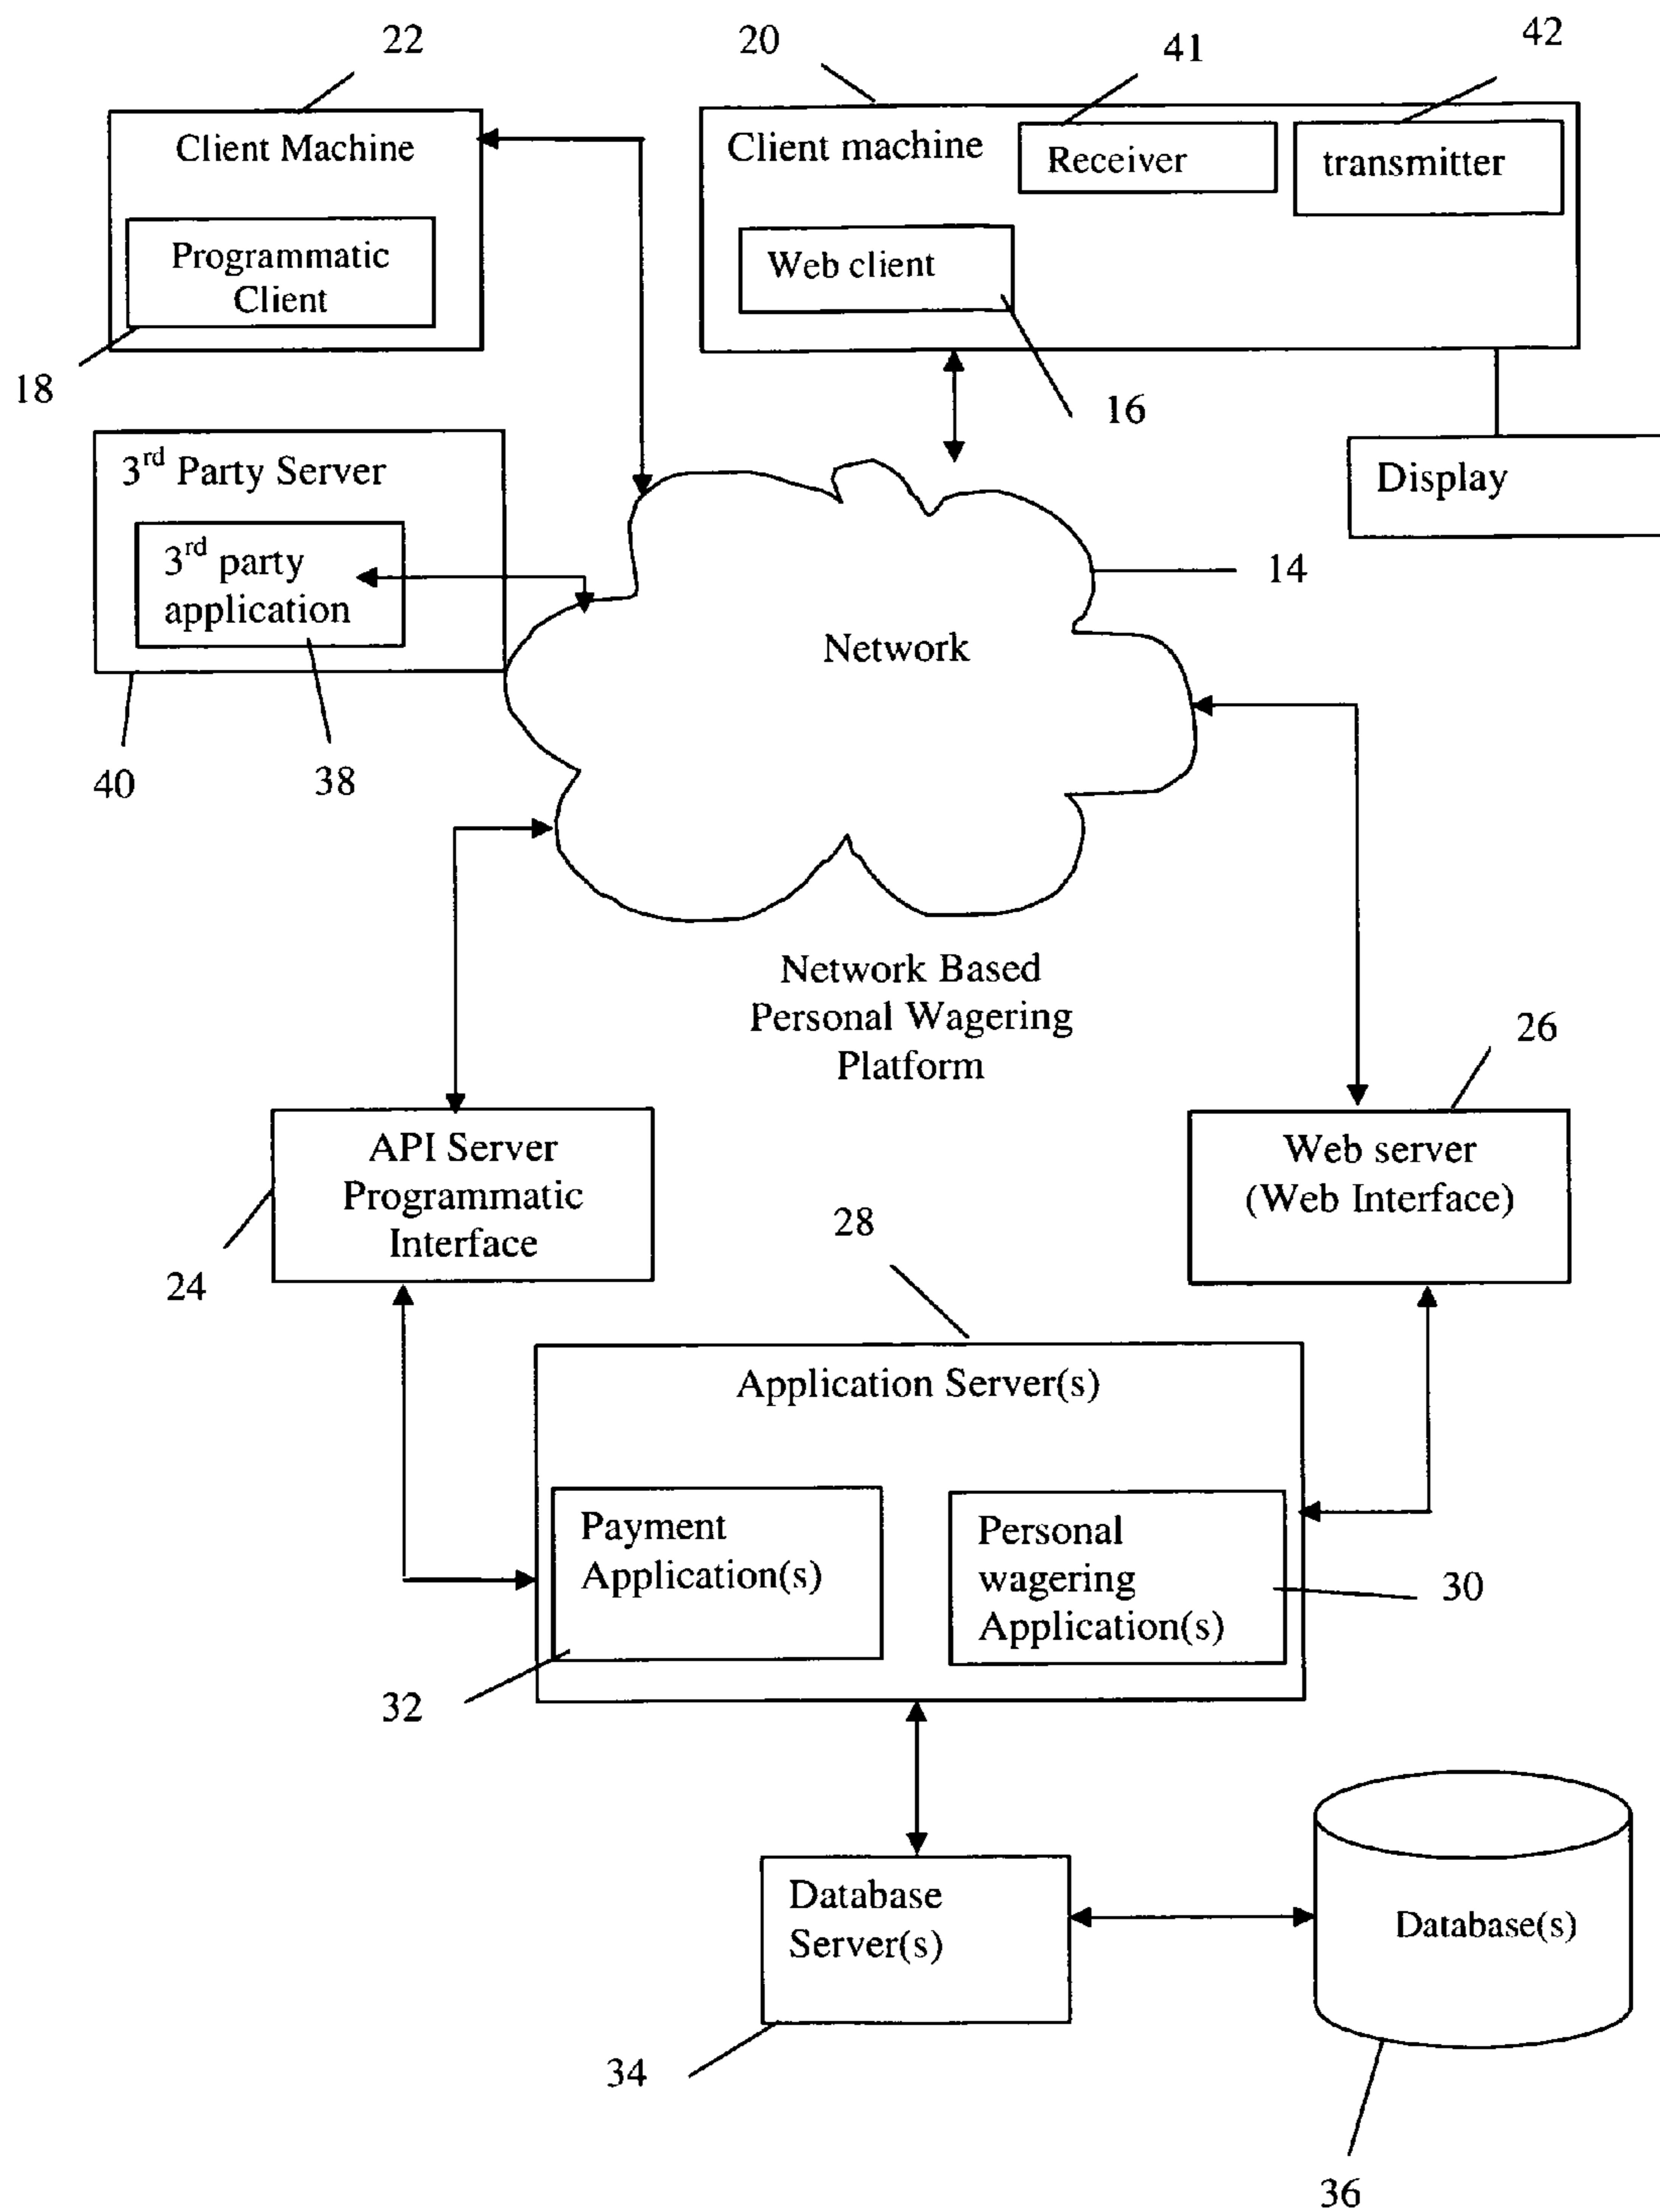 22
20
41
42
Client Machine
Programmatic
Client
18
Client machine
Receiver
transmitter
Web client
16
Display
3rd Party Server
3rd party
application
40
38
14
Network
Network Based
Personal Wagering
Platform
26
API Server
Programmatic
Interface
24
Web server
(Web Interface)
28
Application Server(s)
Payment
Application(s)
32
Personal
wagering
Application(s)
30
Database
Server(s)
34
Database(s)
36